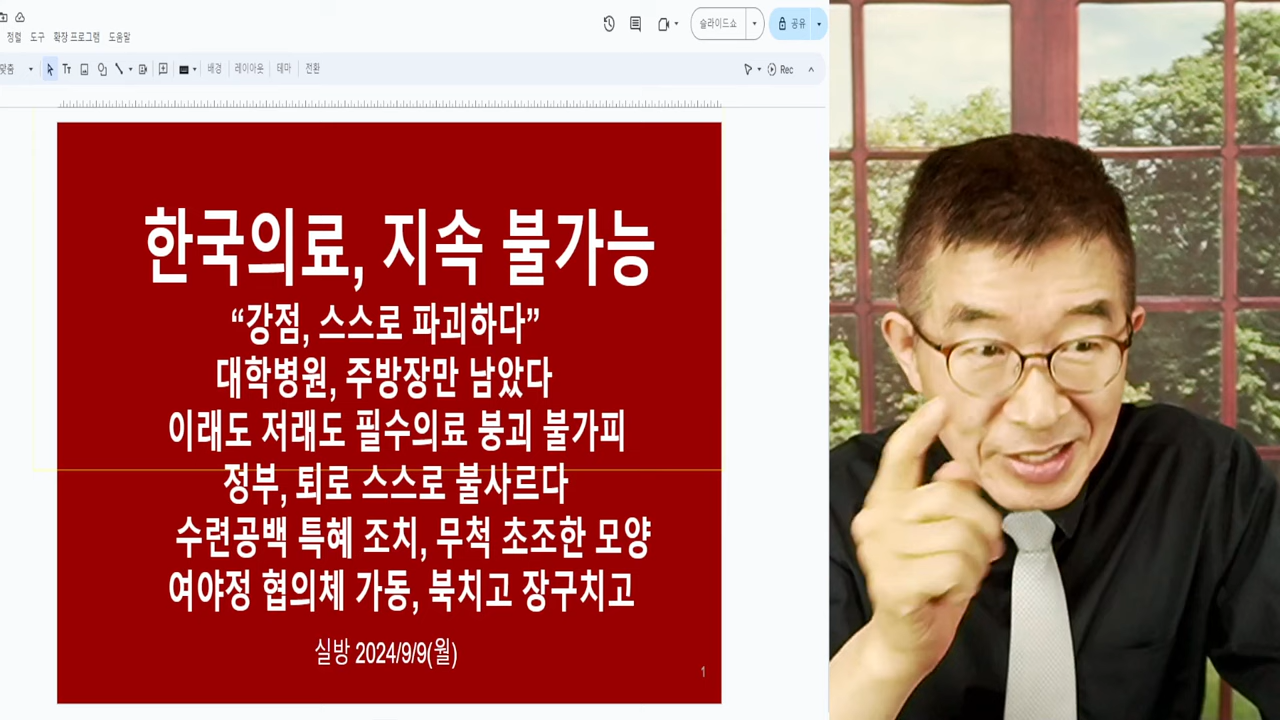 정렬 도구 확장 프로그램 도움말
슬라이드쇼
공유
맞춤
Tr
배경 레이아웃 테마 전환
Rec
한국의료, 지속 불가능
“강점, 스스로 파괴하다”
대학병원, 주방장만 남았다
이래도 저래도 필수의료 붕괴 불가피
정부, 퇴로 스스로 불사르다
수련공백 특혜 조치, 무척 초조한 모양
여야정 협의체 가동, 북치고 장구치고
실방 2024/9/9(월)
1